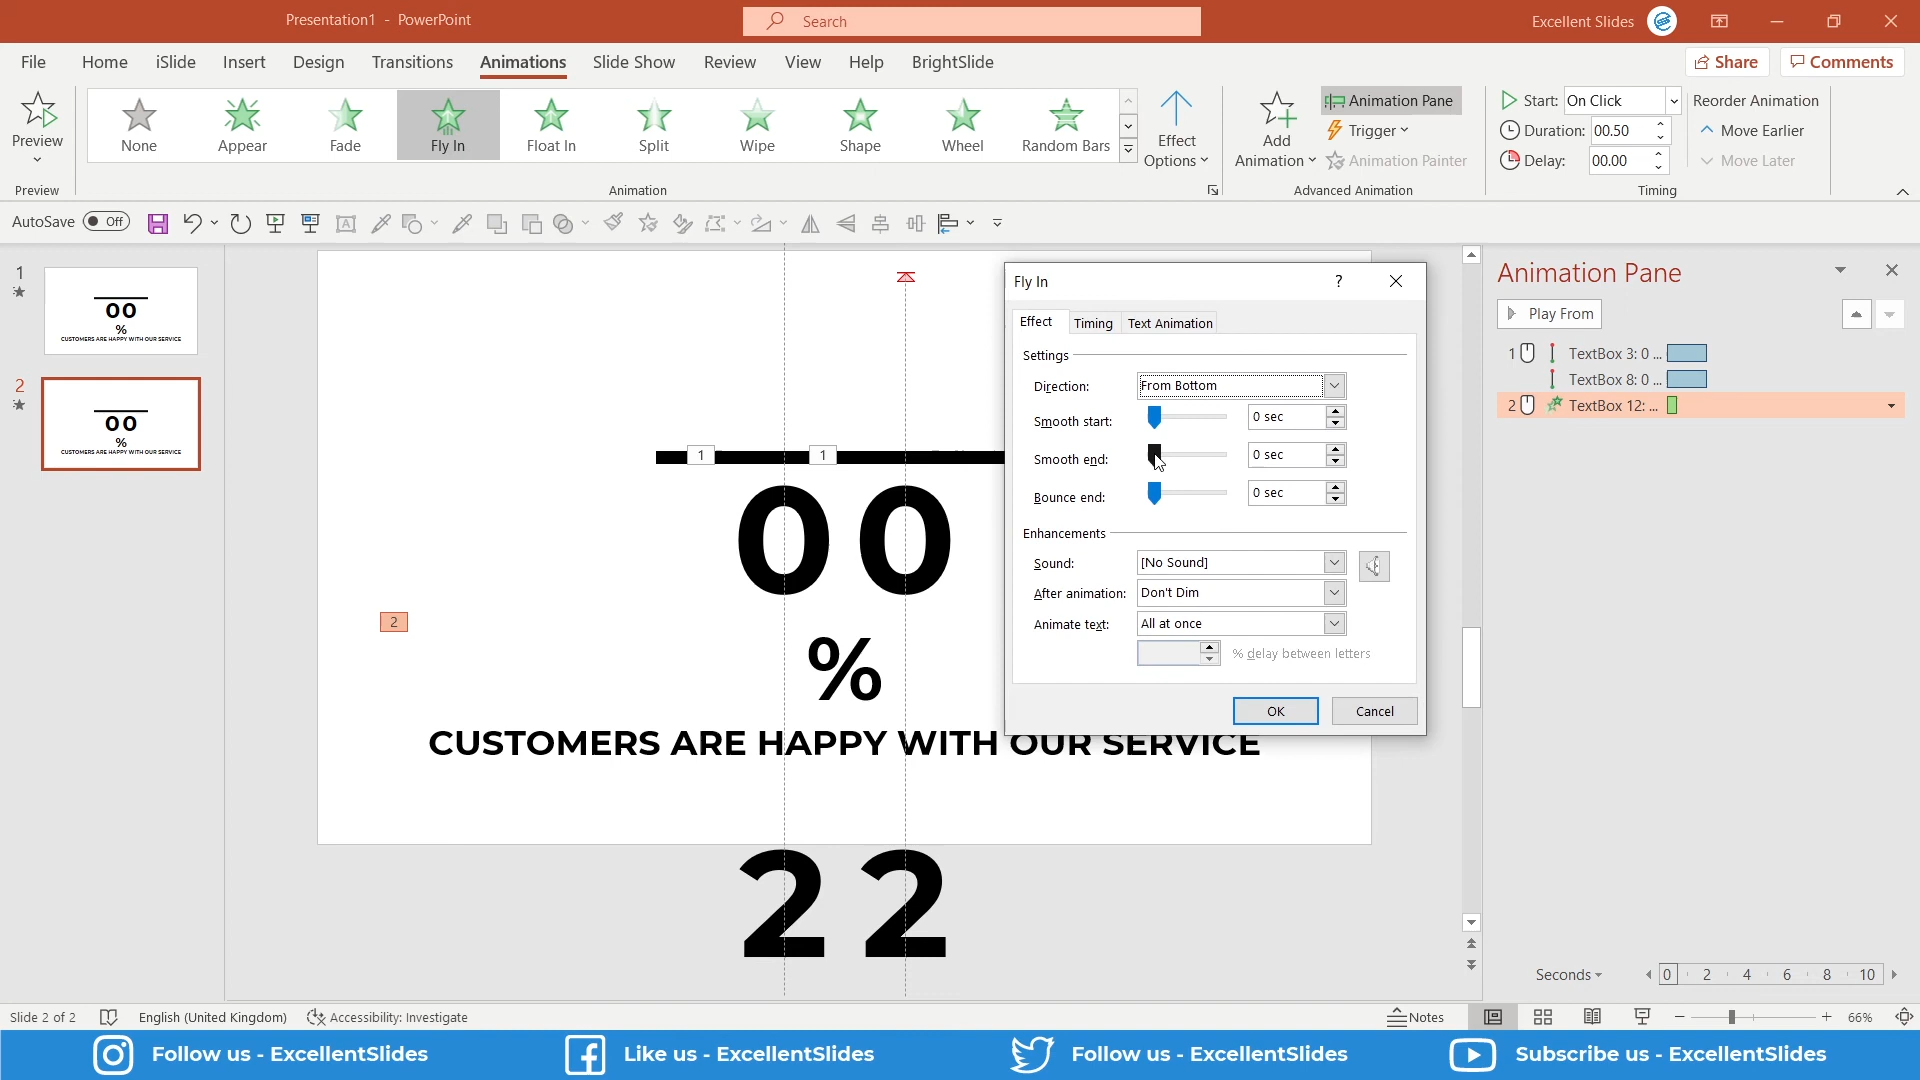 Presentation1 - PowerPoint
Search
Excellent Slides
File Home iSlide Insert Design Transitions Animations Slide Show Review View Help BrightSlide
Share Comments
Preview
Preview
None Appear Fade Fly In Float In Split Wipe Shape Wheel Random Bars
Animation
Effect
Options
Add
Animation
Animation Pane
Trigger
Animation Painter
Advanced Animation
Start: On Click
Duration: 00.50
Delay: 00.00
Timing
Reorder Animation
Move Earlier
Move Later
AutoSave Off
1
00
%
CUSTOMERS ARE HAPPY WITH OUR SERVICE
2
00
%
CUSTOMERS ARE HAPPY WITH OUR SERVICE
1 1
00
2
%
CUSTOMERS ARE HAPPY WITH OUR SERVICE
22
Fly In ?
Effect Timing Text Animation
Settings
Direction: From Bottom
Smooth start: 0 sec
Smooth end: 0 sec
Bounce end: 0 sec
Enhancements
Sound: [No Sound]
After animation: Don't Dim
Animate text: All at once
% delay between letters
OK Cancel
Animation Pane
Play From
1 TextBox 3: 0 ...
TextBox 8: 0 ...
2 TextBox 12: ...
Seconds 0 2 4 6 8 10
Slide 2 of 2 English (United Kingdom) Accessibility: Investigate
Notes 66%
Follow us - ExcellentSlides
Like us - ExcellentSlides
Follow us - ExcellentSlides
Subscribe us - ExcellentSlides